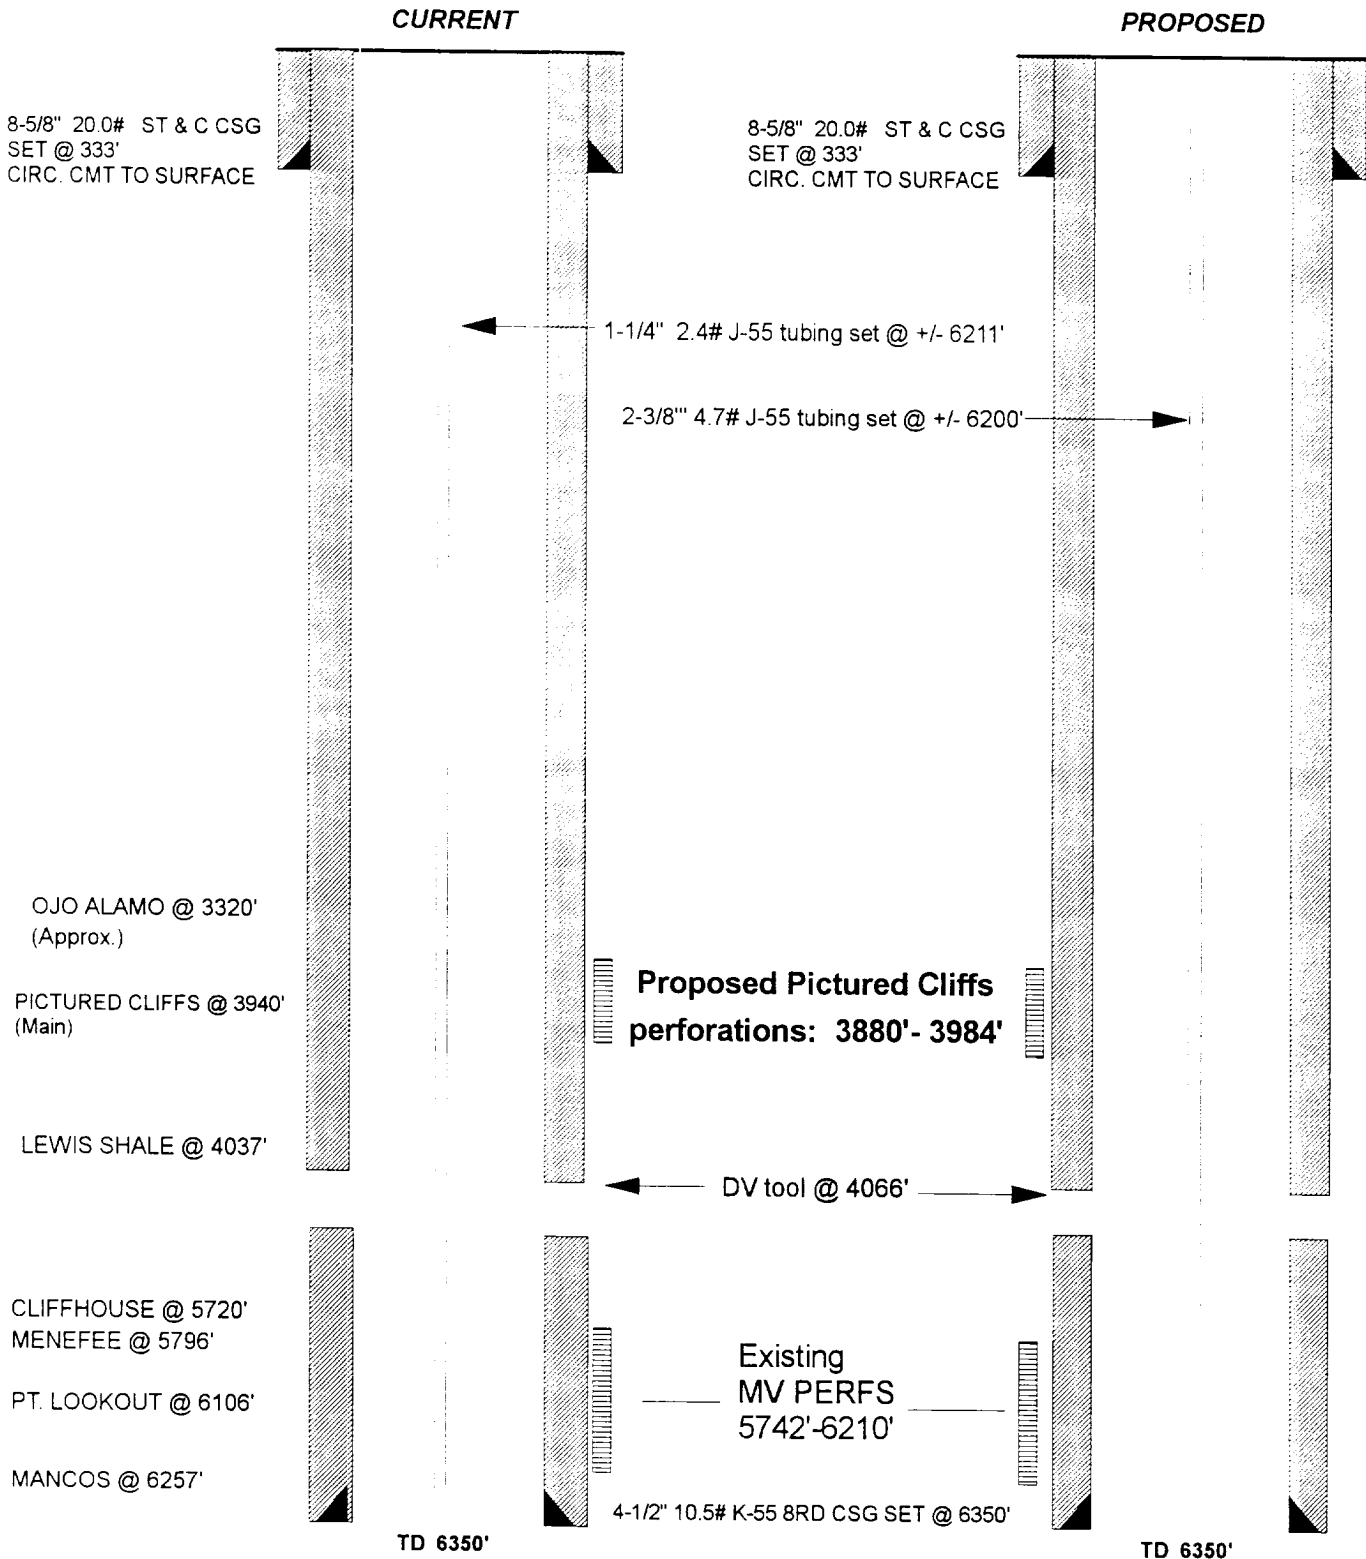 CURRENT
PROPOSED
8-5/8" 20.0# ST & C CSG
SET @ 333'
CIRC. CMT TO SURFACE
8-5/8" 20.0# ST & C CSG
SET @ 333'
CIRC. CMT TO SURFACE
1-1/4" 2.4# J-55 tubing set @ +/- 6211'
2-3/8"' 4.7# J-55 tubing set @ +/- 6200'
OJO ALAMO @ 3320'
(Approx.)
PICTURED CLIFFS @ 3940'
(Main)
Proposed Pictured Cliffs
perforations: 3880'- 3984'
LEWIS SHALE @ 4037'
DV tool @ 4066'
CLIFFHOUSE @ 5720'
MENEFEE @ 5796'
PT. LOOKOUT @ 6106'
MANCOS @ 6257'
Existing
MV PERFS
5742'-6210'
4-1/2" 10.5# K-55 8RD CSG SET @ 6350'
TD 6350'
TD 6350'